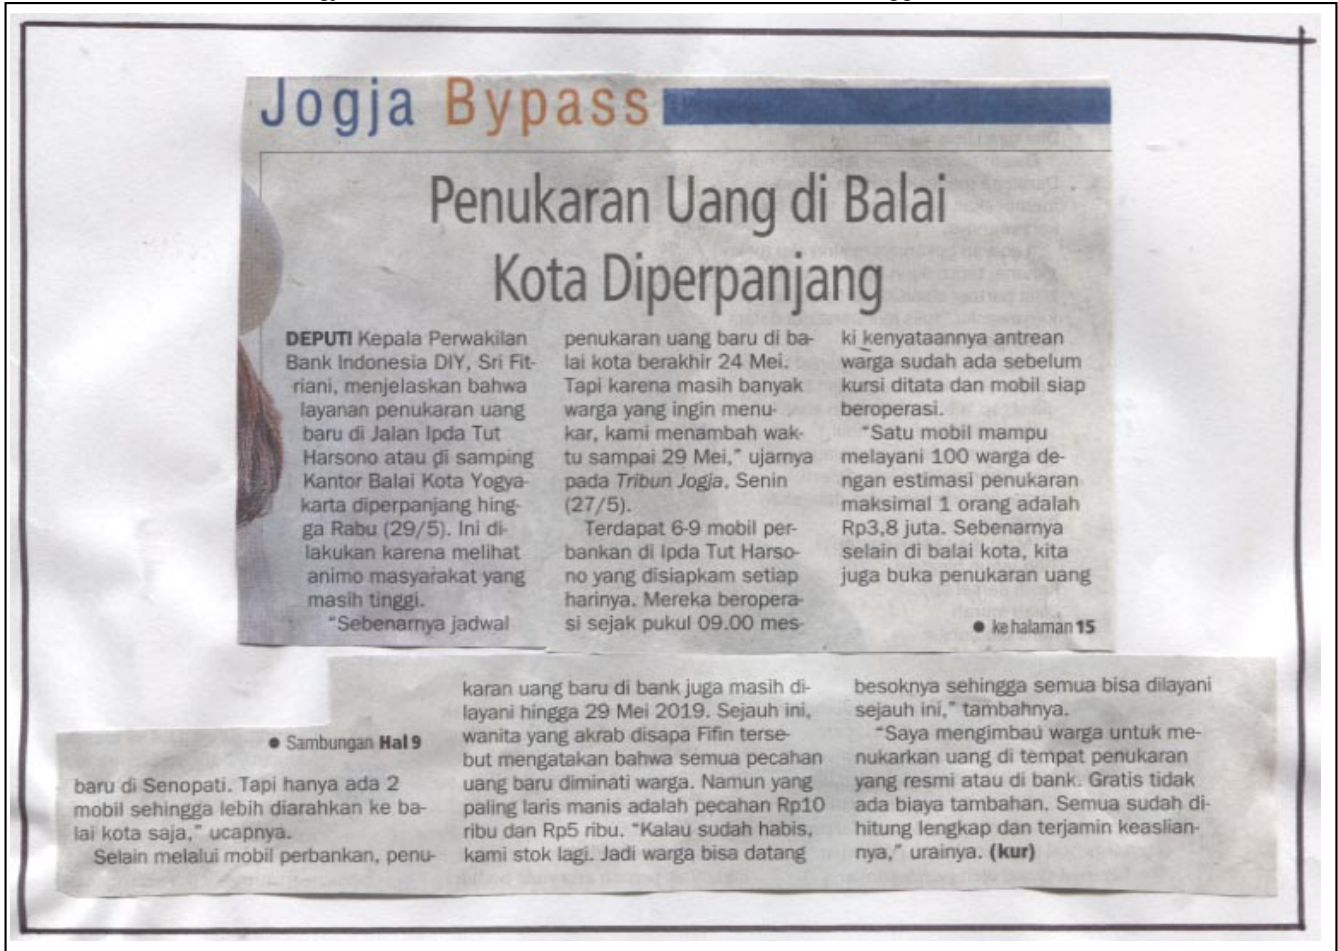 Jogja Bypass
Penukaran Uang di Balai
Kota Diperpanjang
DEPUTI Kepala Perwakilan
Bank Indonesia DIY, Sri Fit-
riani, menjelaskan bahwa
layanan penukaran uang
baru di Jalan Ipda Tut
Harsono atau di samping
Kantor Balai Kota Yogya-
karta diperpanjang hing-
ga Rabu (29/5). Ini di-
lakukan karena melihat
animo masyarakat yang
masih tinggi.
"Sebenarnya jadwal
penukaran uang baru di ba-
lai kota berakhir 24 Mei.
Tapi karena masih banyak
warga yang ingin menu-
kar, kami menambah wak-
tu sampai 29 Mei," ujarnya
pada Tribun Jogja, Senin
(27/5).
Terdapat 6-9 mobil per-
bankan di Ipda Tut Harso-
no yang disiapkam setiap
harinya. Mereka beropera-
si sejak pukul 09.00 mes-
ki kenyataannya antrean
warga sudah ada sebelum
kursi ditata dan mobil siap
beroperasi.
"Satu mobil mampu
melayani 100 warga de-
ngan estimasi penukaran
maksimal 1 orang adalah
Rp3,8 juta. Sebenarnya
selain di balai kota, kita
juga buka penukaran uang
● ke halaman 15
● Sambungan Hal 9
baru di Senopati. Tapi hanya ada 2
mobil sehingga lebih diarahkan ke ba-
lai kota saja," ucapnya.
Selain melalui mobil perbankan, penu-
karan uang baru di bank juga masih di-
layani hingga 29 Mei 2019. Sejauh ini,
wanita yang akrab disapa Fifin terse-
but mengatakan bahwa semua pecahan
uang baru diminati warga. Namun yang
paling laris manis adalah pecahan Rp10
ribu dan Rp5 ribu. "Kalau sudah habis,
kami stok lagi. Jadi warga bisa datang
besoknya sehingga semua bisa dilayani
sejauh ini," tambahnya.
"Saya mengimbau warga untuk me-
nukarkan uang di tempat penukaran
yang resmi atau di bank. Gratis tidak
ada biaya tambahan. Semua sudah di-
hitung lengkap dan terjamin keaslian-
nya," urainya. (kur)